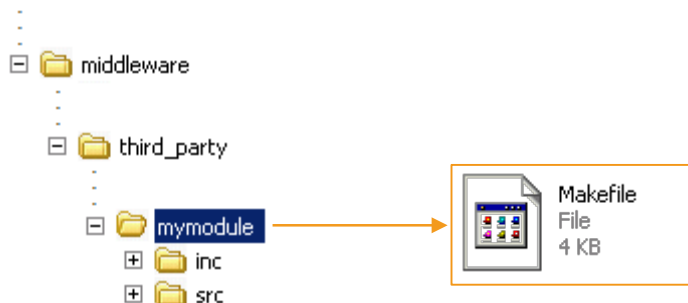 middleware
third_party
mymodule
Makefile
File
4 KB
inc
src